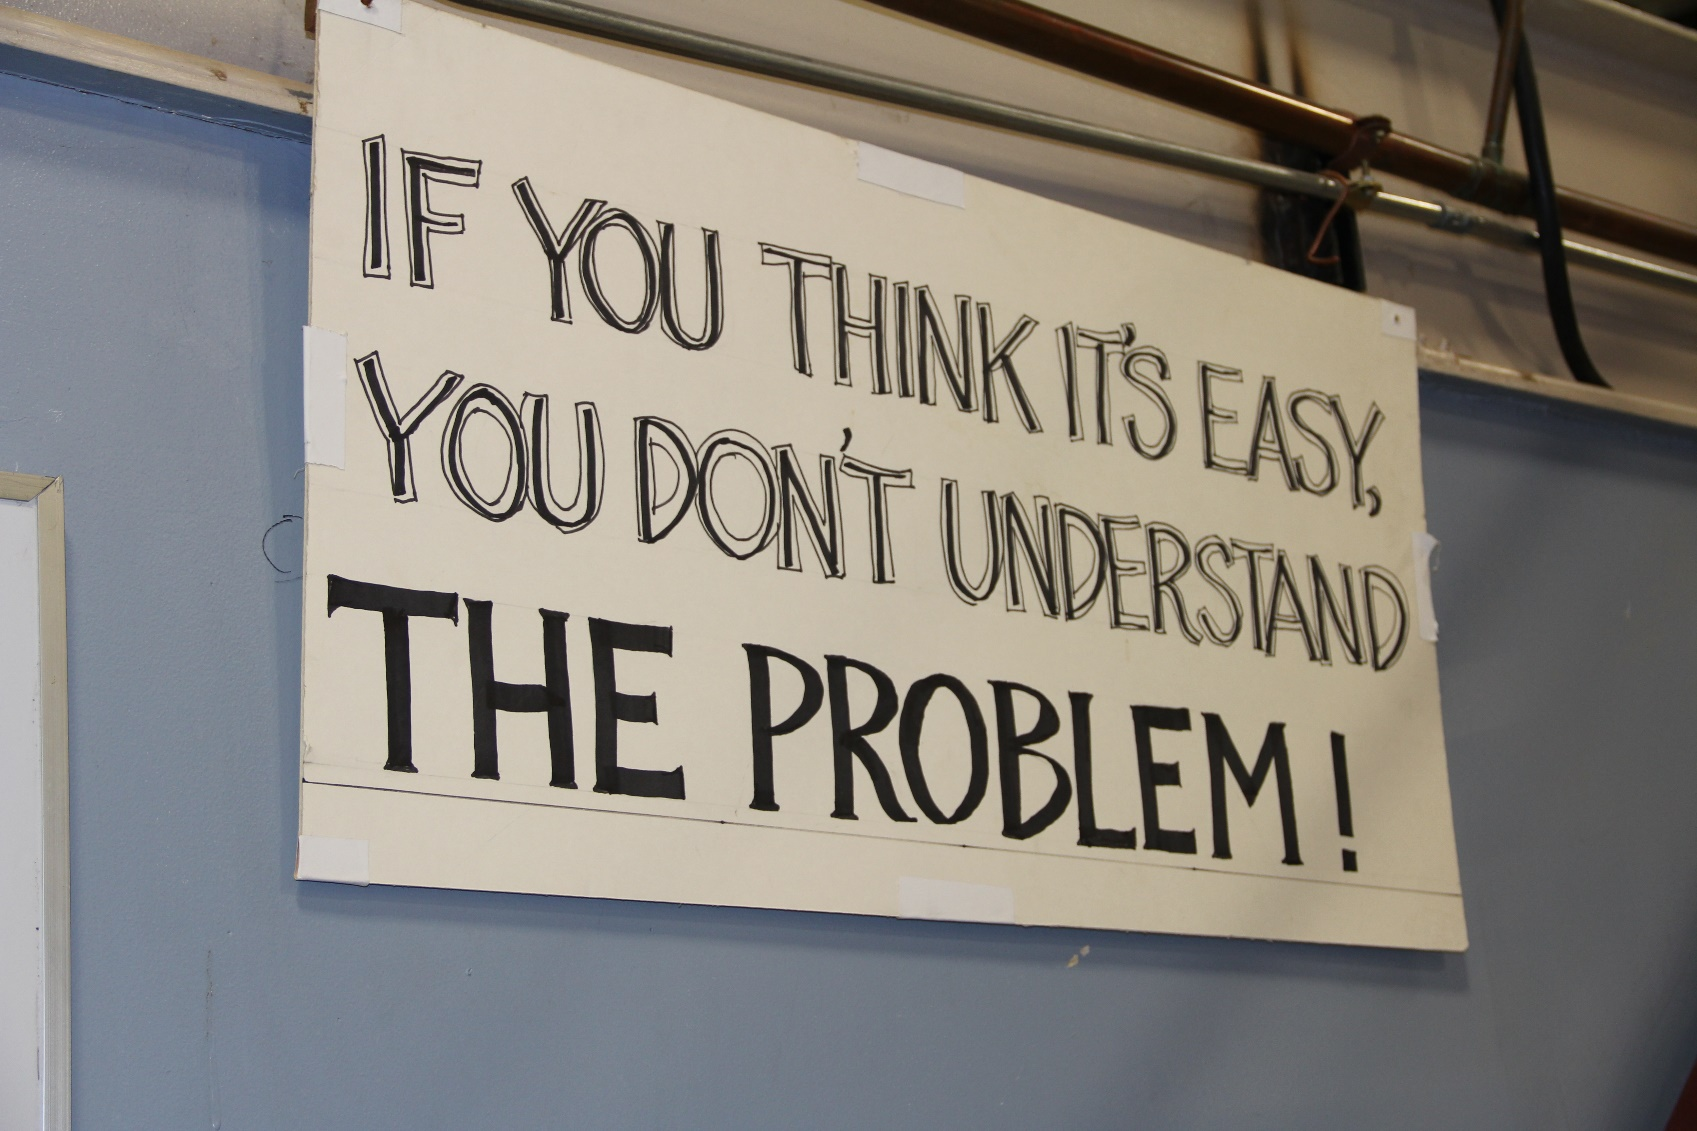 IF YOU THINK IT'S EASY,
YOU DON'T UNDERSTAND
THE PROBLEM!